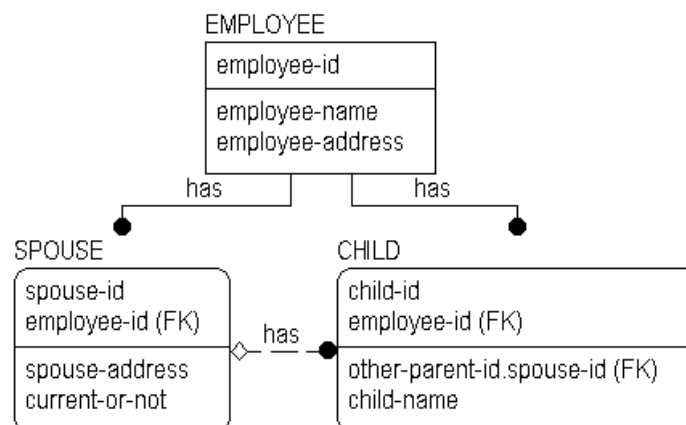 EMPLOYEE
employee-id
employee-name
employee-address
has
has
SPOUSE
spouse-id
employee-id (FK)
spouse-address
current-or-not
has
CHILD
child-id
employee-id (FK)
other-parent-id.spouse-id (FK)
child-name